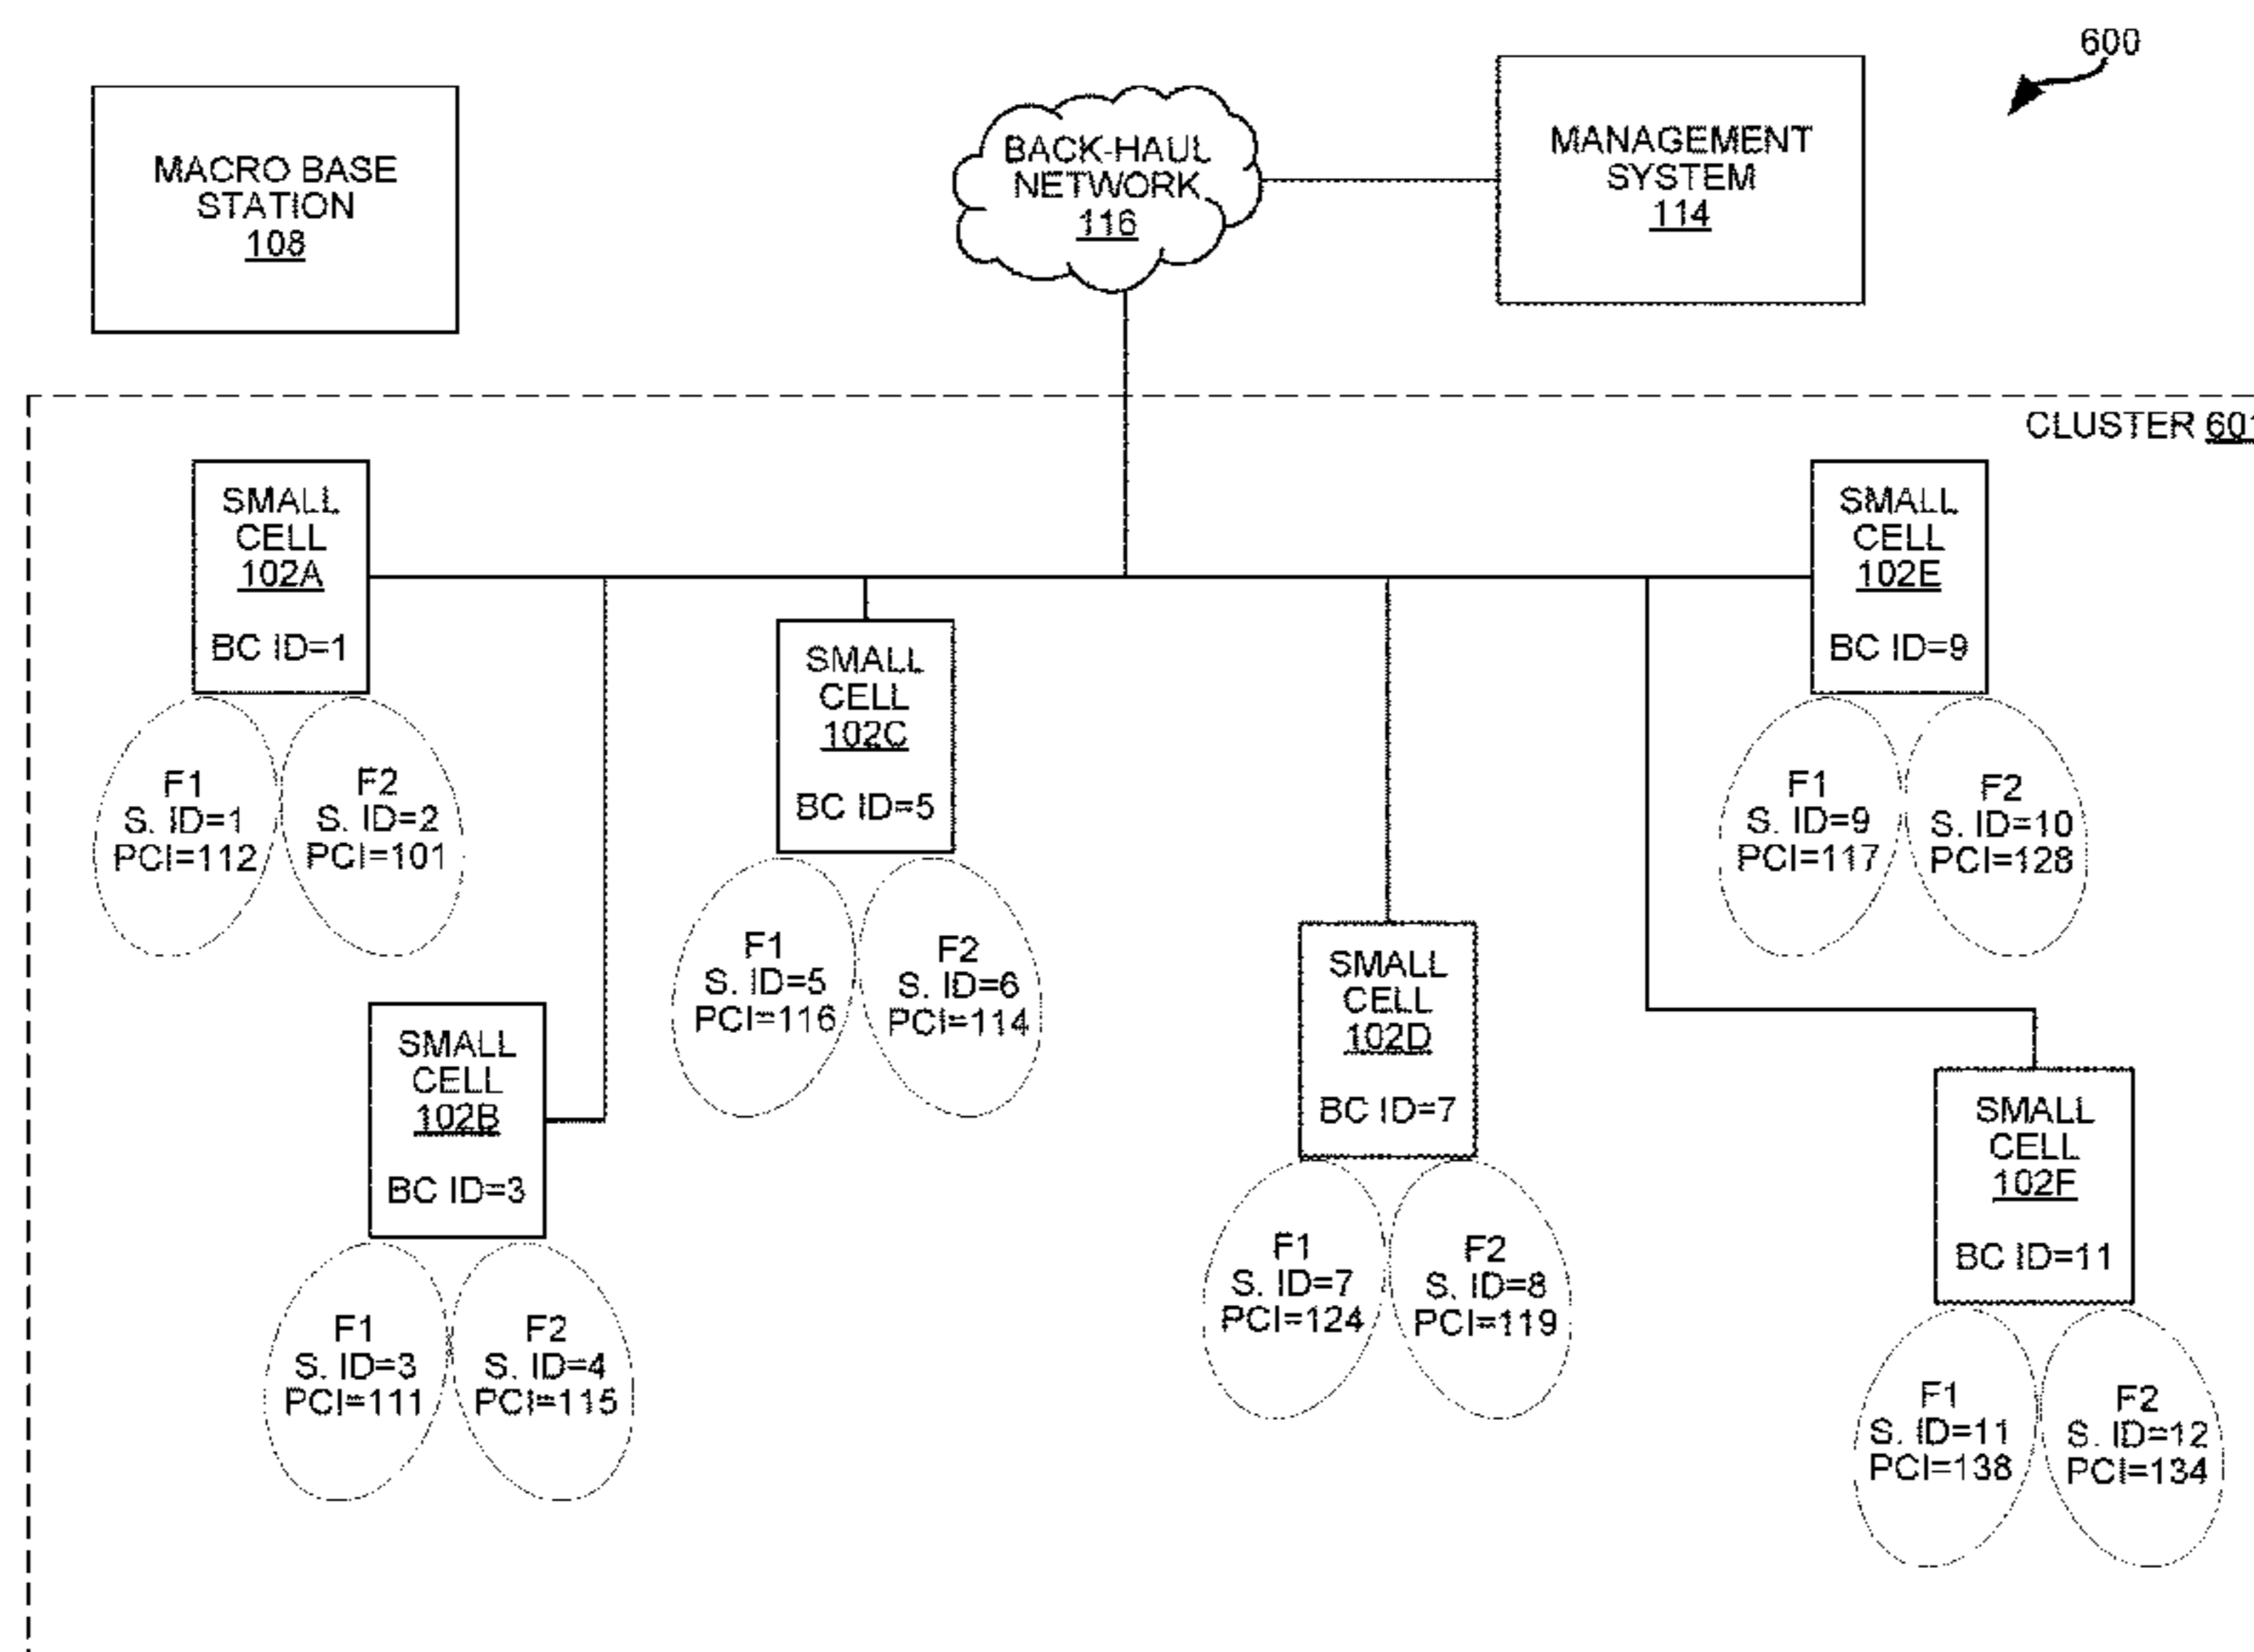 600
MACRO BASE
STATION
108
BACK-HAUL
NETWORK
116
MANAGEMENT
SYSTEM
114
CLUSTER 601
SMALL
CELL
102A
BC ID=1
F1
S. ID=1
PCI=112
F2
S. ID=2
PCI=101
SMALL
CELL
102B
BC ID=3
F1
S. ID=3
PCI=111
F2
S. ID=4
PCI=115
SMALL
CELL
102C
BC ID=5
F1
S. ID=5
PCI=116
F2
S. ID=6
PCI=114
SMALL
CELL
102D
BC ID=7
F1
S. ID=7
PCI=124
F2
S. ID=8
PCI=119
SMALL
CELL
102E
BC ID=9
F1
S. ID=9
PCI=117
F2
S. ID=10
PCI=128
SMALL
CELL
102F
BC ID=11
F1
S. ID=11
PCI=138
F2
S. ID=12
PCI=134